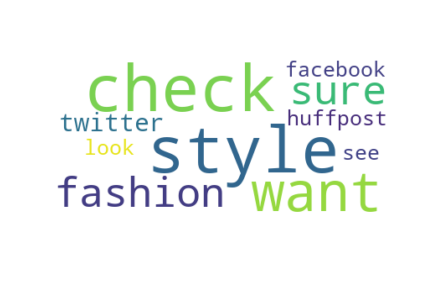 check
facebook
sure
twitter
huffpost
look
style
see
fashion
want